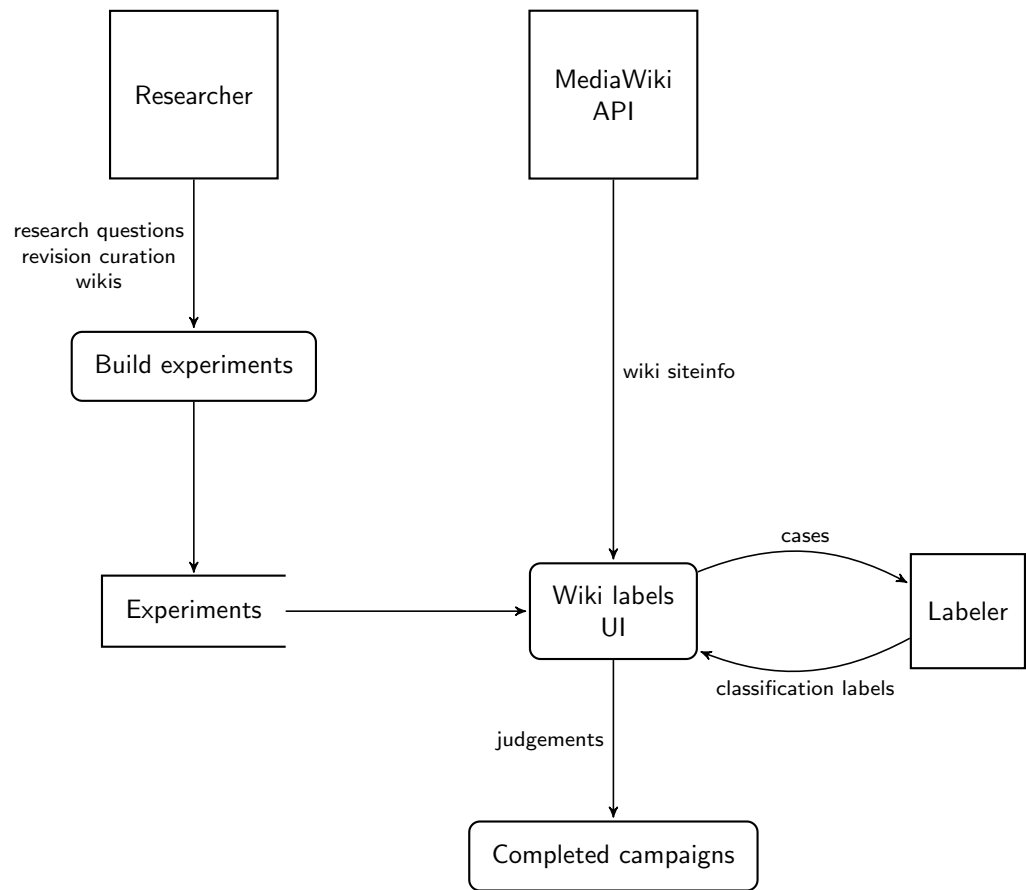 Researcher
MediaWiki
API
research questions
revision curation
wikis
Build experiments
wiki siteinfo
cases
Experiments
Wiki labels
UI
Labeler
classification labels
judgements
Completed campaigns